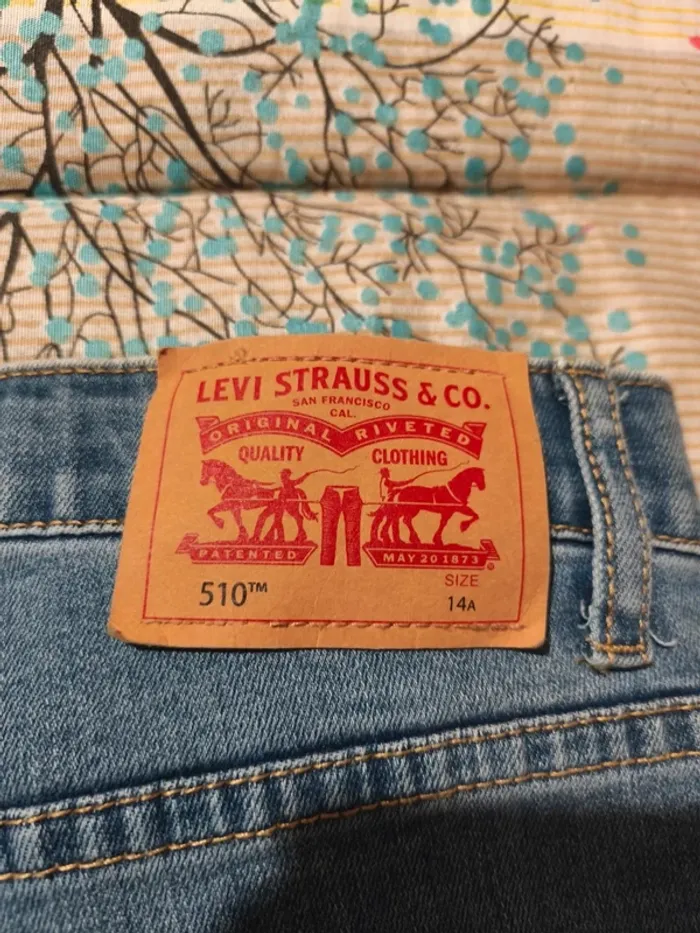 LEVI STRAUSS & CO.
SAN FRANCISCO
CAL.
ORIGINAL RIVETED
QUALITY CLOTHING
PATENTED MAY 20 1873 ®
510™
SIZE
14A